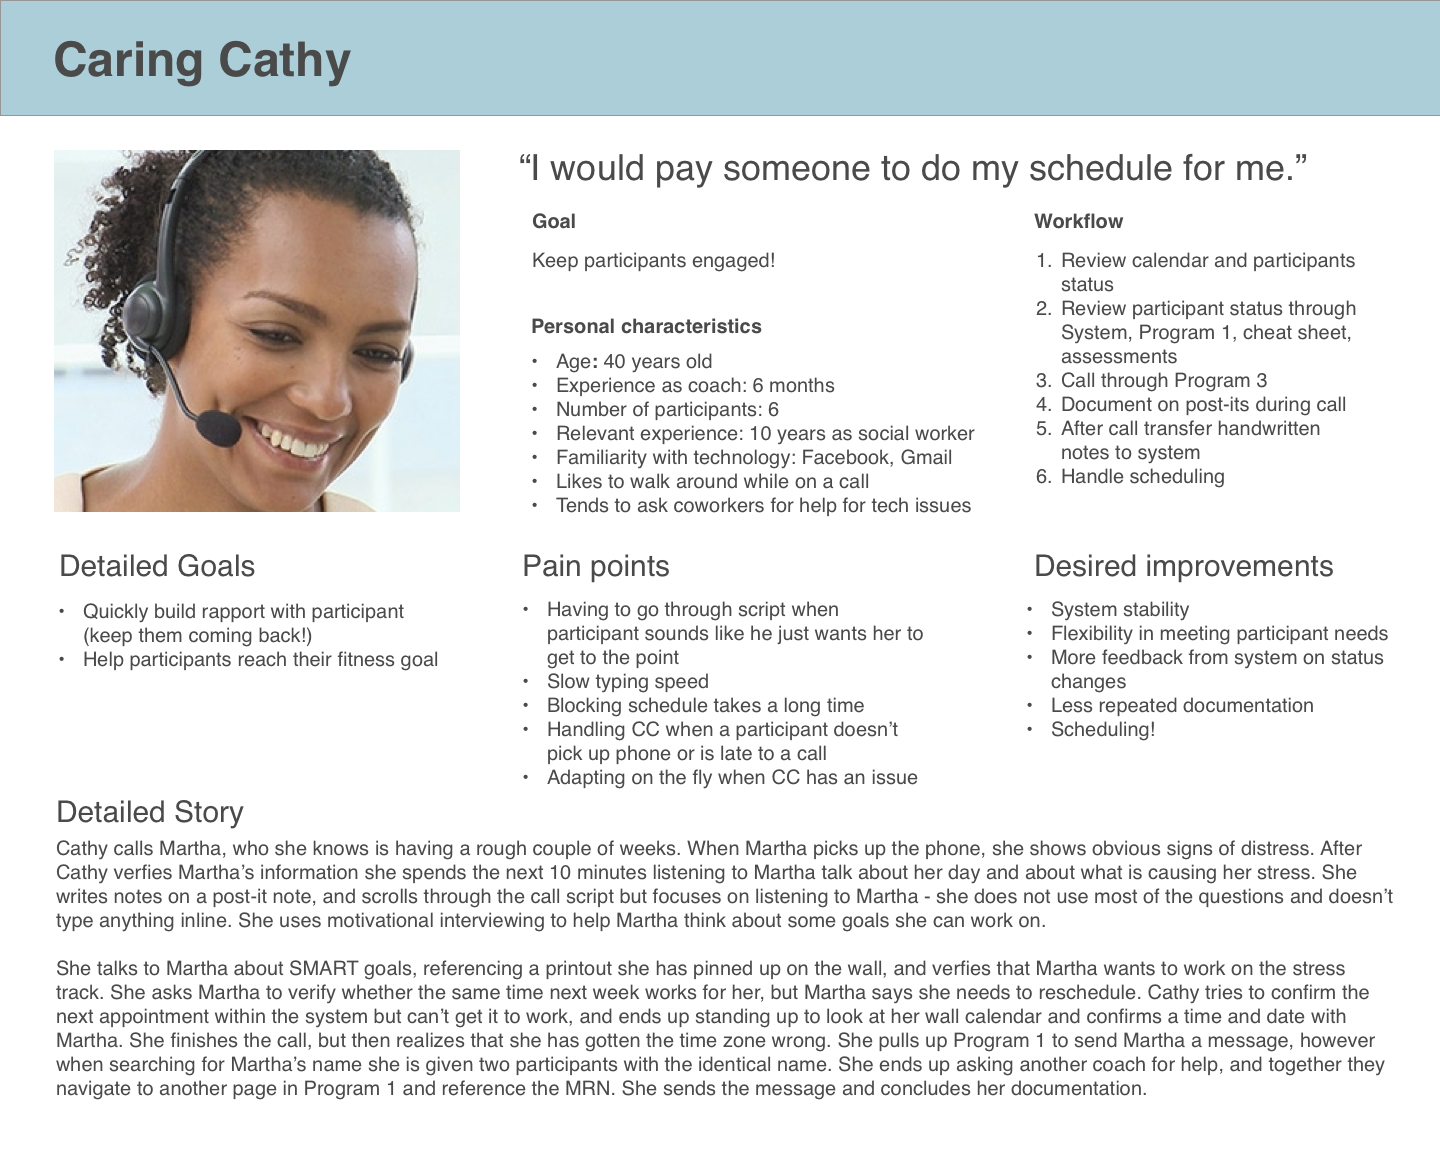 Caring Cathy
“I would pay someone to do my schedule for me.”
Goal
Keep participants engaged!
Personal characteristics
• Age: 40 years old
• Experience as coach: 6 months
• Number of participants: 6
• Relevant experience: 10 years as social worker
• Familiarity with technology: Facebook, Gmail
• Likes to walk around while on a call
• Tends to ask coworkers for help for tech issues
Workflow
1. Review calendar and participants
status
2. Review participant status through
System, Program 1, cheat sheet,
assessments
3. Call through Program 3
4. Document on post-its during call
5. After call transfer handwritten
notes to system
6. Handle scheduling
Detailed Goals
• Quickly build rapport with participant
(keep them coming back!)
• Help participants reach their fitness goal
Pain points
• Having to go through script when
participant sounds like he just wants her to
get to the point
• Slow typing speed
• Blocking schedule takes a long time
• Handling CC when a participant doesn’t
pick up phone or is late to a call
• Adapting on the fly when CC has an issue
Desired improvements
• System stability
• Flexibility in meeting participant needs
• More feedback from system on status
changes
• Less repeated documentation
• Scheduling!
Detailed Story
Cathy calls Martha, who she knows is having a rough couple of weeks. When Martha picks up the phone, she shows obvious signs of distress. After
Cathy verfies Martha’s information she spends the next 10 minutes listening to Martha talk about her day and about what is causing her stress. She
writes notes on a post-it note, and scrolls through the call script but focuses on listening to Martha - she does not use most of the questions and doesn’t
type anything inline. She uses motivational interviewing to help Martha think about some goals she can work on.
She talks to Martha about SMART goals, referencing a printout she has pinned up on the wall, and verfies that Martha wants to work on the stress
track. She asks Martha to verify whether the same time next week works for her, but Martha says she needs to reschedule. Cathy tries to confirm the
next appointment within the system but can’t get it to work, and ends up standing up to look at her wall calendar and confirms a time and date with
Martha. She finishes the call, but then realizes that she has gotten the time zone wrong. She pulls up Program 1 to send Martha a message, however
when searching for Martha’s name she is given two participants with the identical name. She ends up asking another coach for help, and together they
navigate to another page in Program 1 and reference the MRN. She sends the message and concludes her documentation.